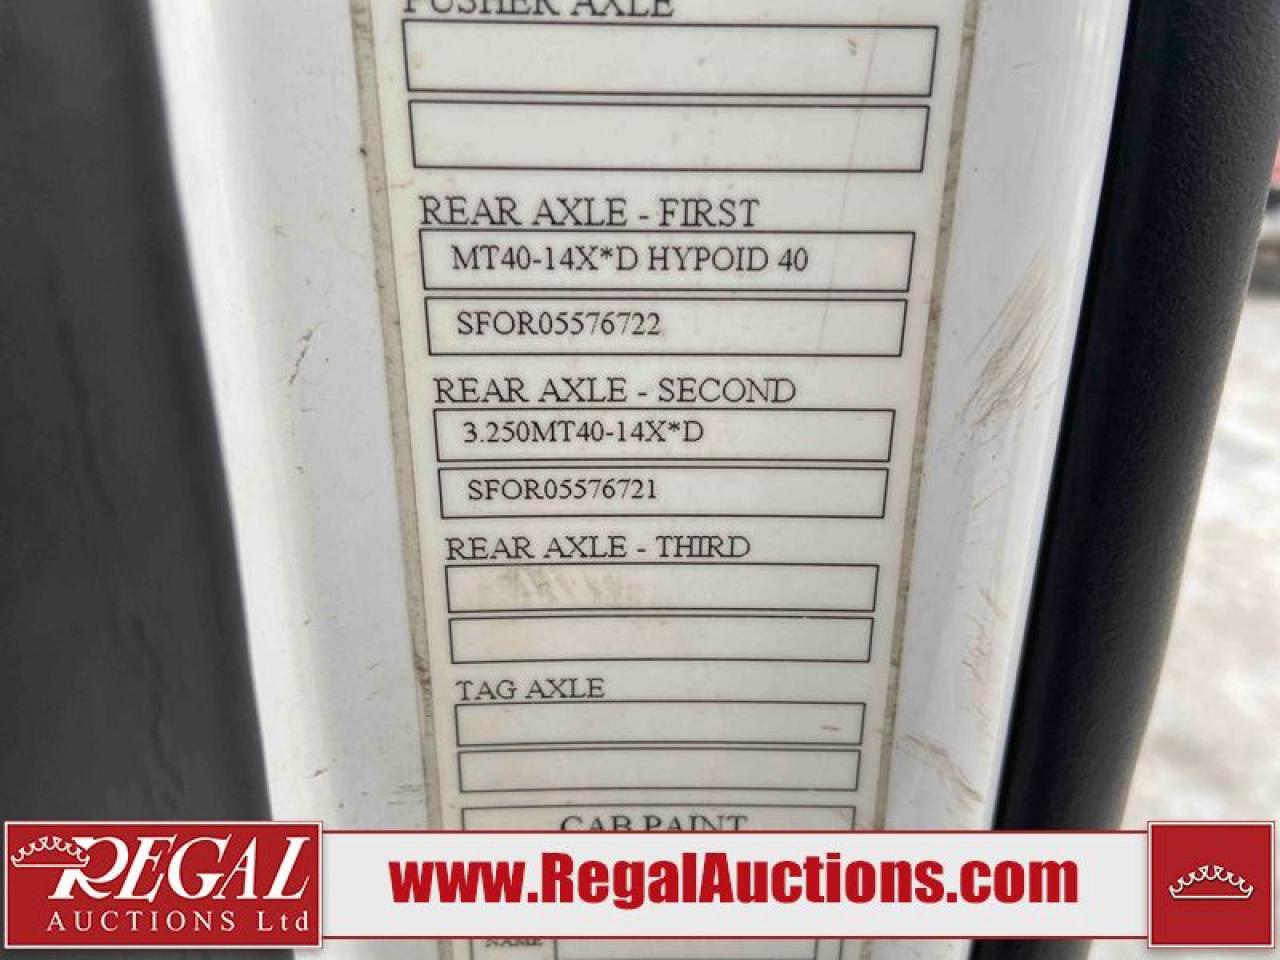 PUSHER AXLE
REAR AXLE - FIRST
MT40-14X*D HYPOID 40
SFOR05576722
REAR AXLE - SECOND
3.250MT40-14X*D
SFOR05576721
REAR AXLE - THIRD
TAG AXLE
CAB PAINT
REGAL
AUCTIONS Ltd
www.RegalAuctions.com
NAME